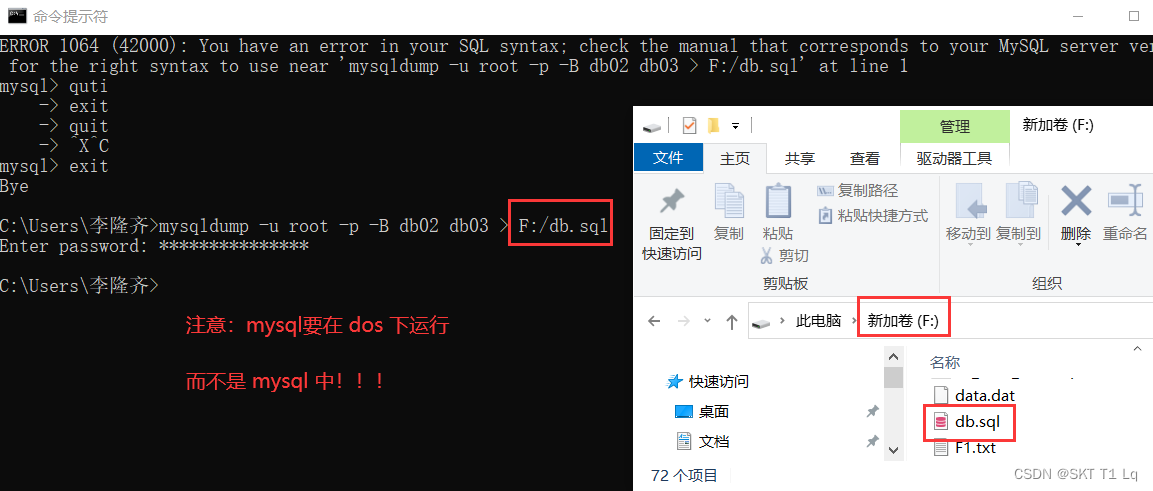 命令提示符
ERROR 1064 (42000): You have an error in your SQL syntax; check the manual that corresponds to your MySQL server ver
for the right syntax to use near 'mysqldump -u root -p -B db02 db03 > F:/db.sql' at line 1
mysql> quti
-> exit
-> quit
-> ^X^C
mysql> exit
Bye
C:\Users\李隆齐>mysqldump -u root -p -B db02 db03 > F:/db.sql
Enter password: ***************
C:\Users\李隆齐>
注意：mysql要在 dos 下运行
而不是 mysql 中！！！
管理
新加卷 (F:)
文件
主页
共享
查看
驱动器工具
固定到
快速访问
复制
粘贴
复制路径
粘贴快捷方式
剪切
剪贴板
移动到
复制到
删除
重命名
组织
此电脑
新加卷 (F:)
快速访问
桌面
文档
名称
data.dat
db.sql
F1.txt
72 个项目
CSDN @SKT T1 Lq